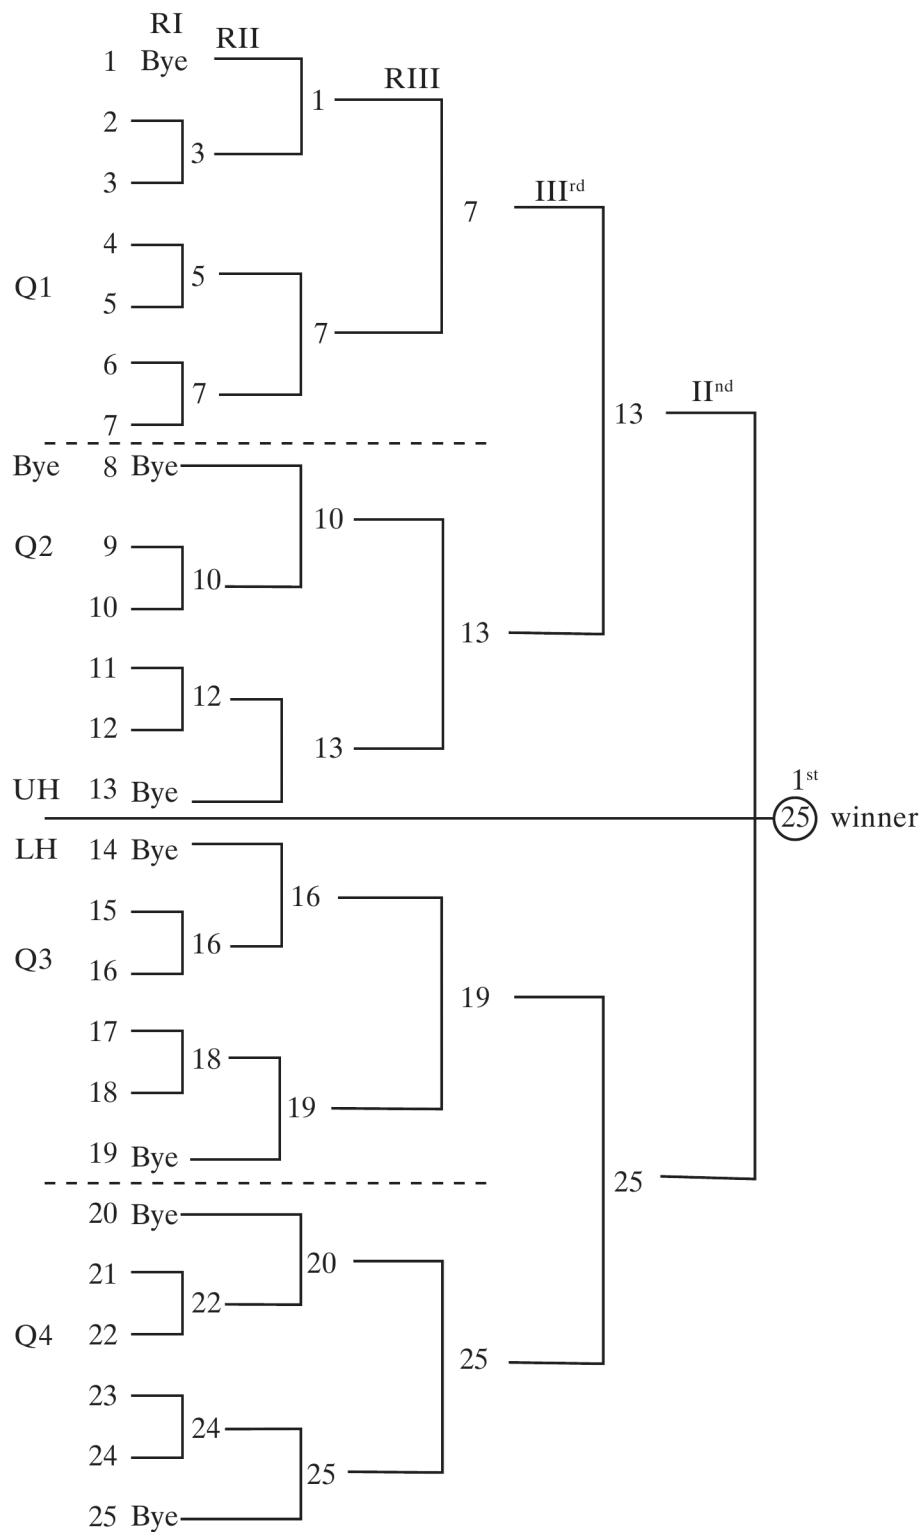 RI
RII
1 Bye
RIII
1
2
3
3
III^rd
7
4
5
Q1
5
7
6
7
II^nd
13
7
Bye 8 Bye
10
Q2 9
10
10
13
11
12
12
13
1^st
UH 13 Bye
25 winner
LH 14 Bye
16
15
16
Q3
16
19
17
18
18
19
19 Bye
25
20 Bye
20
21
22
Q4 22
25
23
24
24
25
25 Bye